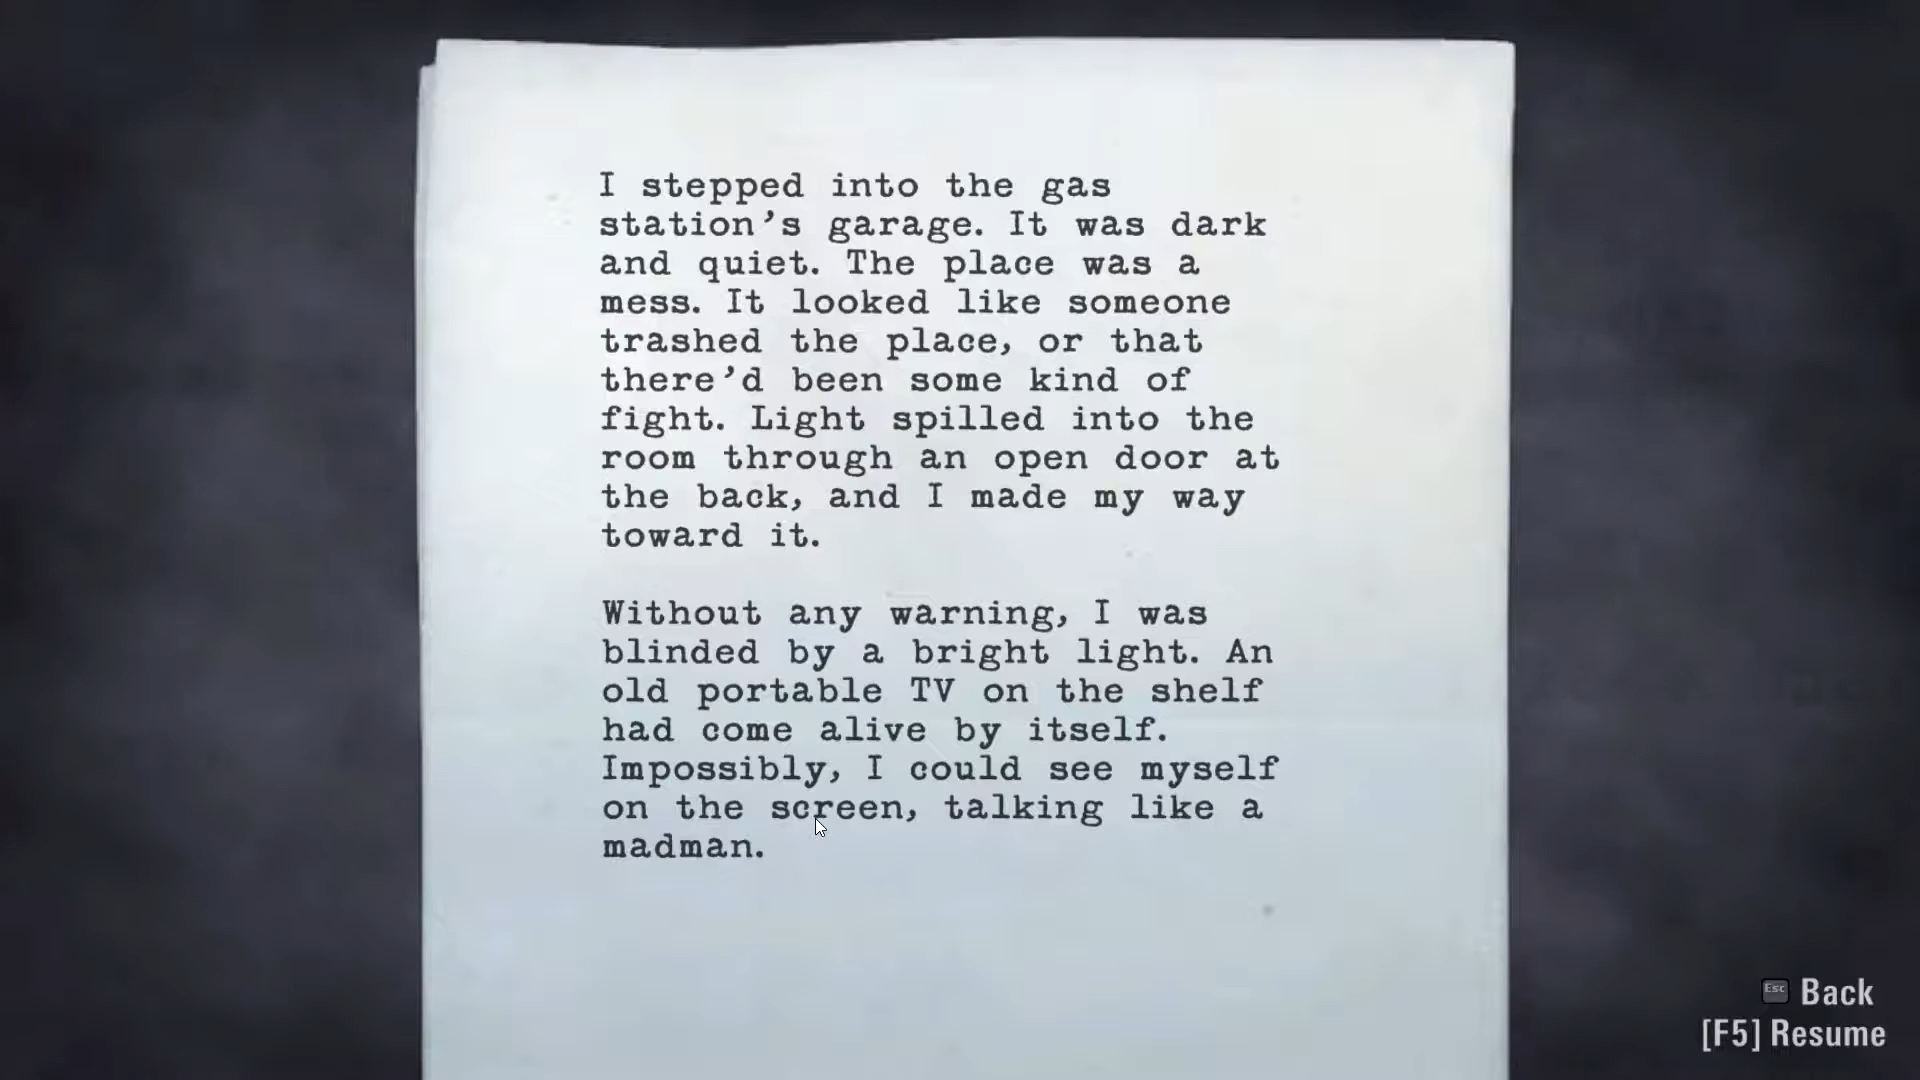 I stepped into the gas
station’s garage. It was dark
and quiet. The place was a
mess. It looked like someone
trashed the place, or that
there’d been some kind of
fight. Light spilled into the
room through an open door at
the back, and I made my way
toward it.
Without any warning, I was
blinded by a bright light. An
old portable TV on the shelf
had come alive by itself.
Impossibly, I could see myself
on the screen, talking like a
madman.
Esc Back
[F5] Resume